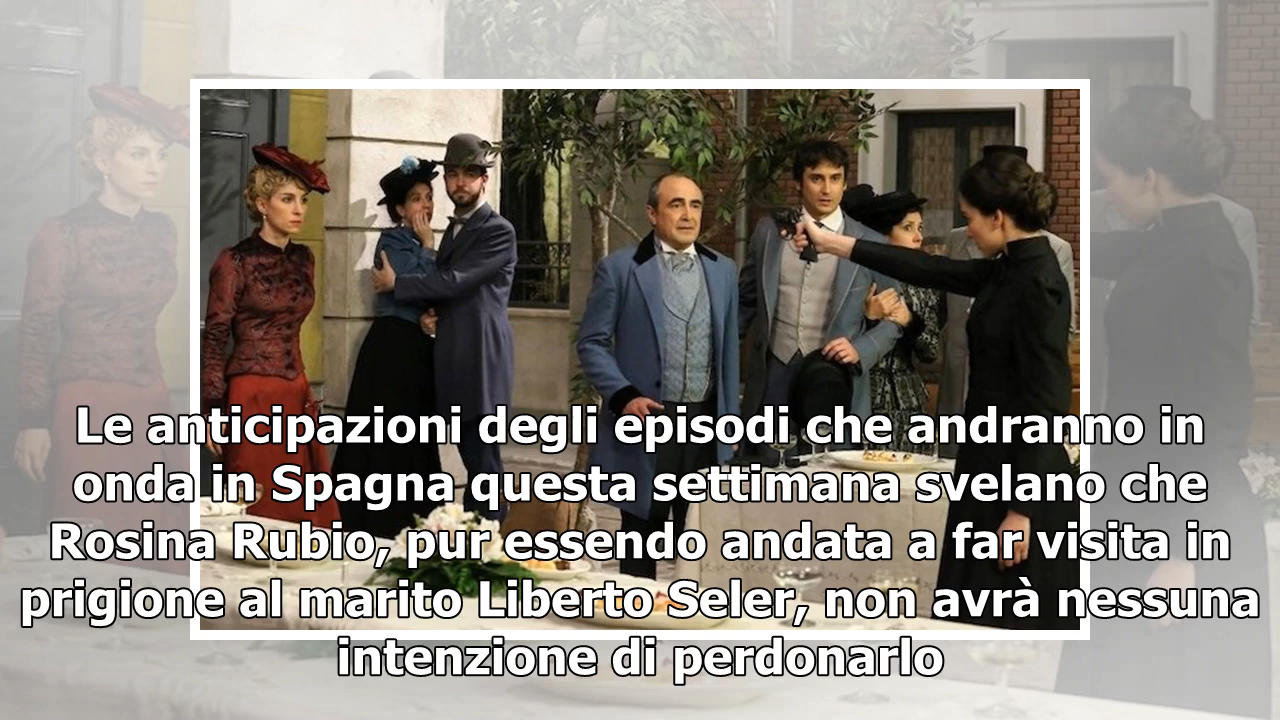 Le anticipazioni degli episodi che andranno in
onda in Spagna questa settimana svelano che
Rosina Rubio, pur essendo andata a far visita in
prigione al marito Liberto Seler, non avrà nessuna
intenzione di perdonarlo